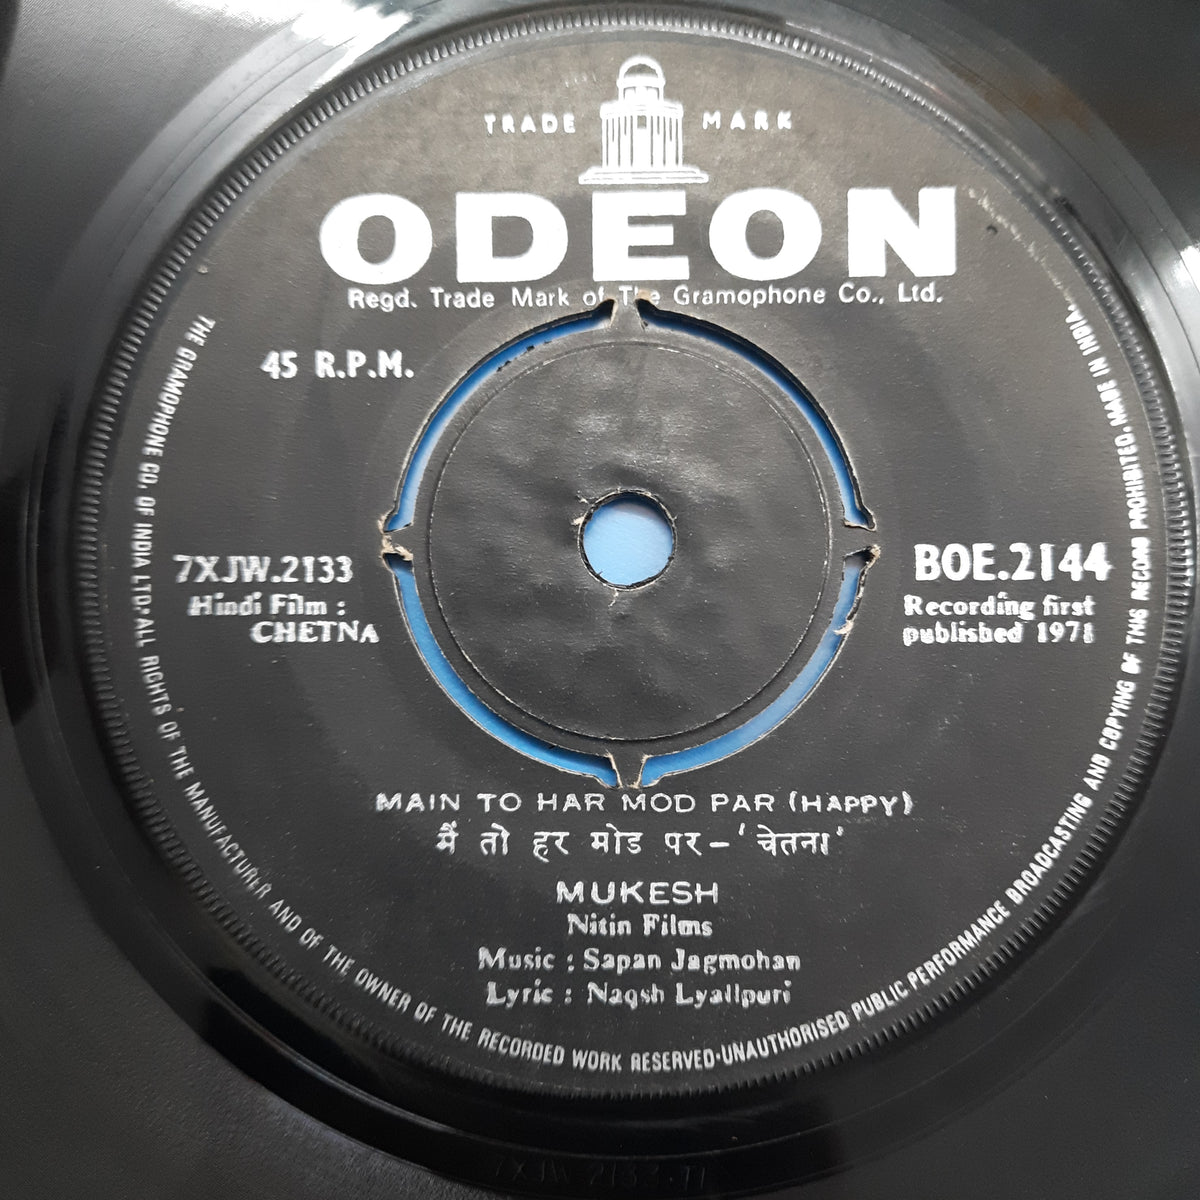 TRADE MARK
ODEON
Regd. Trade Mark of The Gramophone Co., Ltd.
45 R.P.M.
7XJW.2133
Hindi Film :
CHETNA
BOE.2144
Recording first
published 1971
MAIN TO HAR MOD PAR (HAPPY)
मैं तो हर मोड पर – 'चेतना'
MUKESH
Nitin Films
Music : Sapan Jagmohan
Lyric : Naqsh Lyallpuri
THE GRAMOPHONE CO. OF INDIA LTD. ALL RIGHTS OF THE MANUFACTURER AND OF THE OWNER OF THE RECORDED WORK RESERVED·UNAUTHORISED PUBLIC PERFORMANCE BROADCASTING AND COPYING OF THIS RECORD PROHIBITED. MADE IN INDIA.